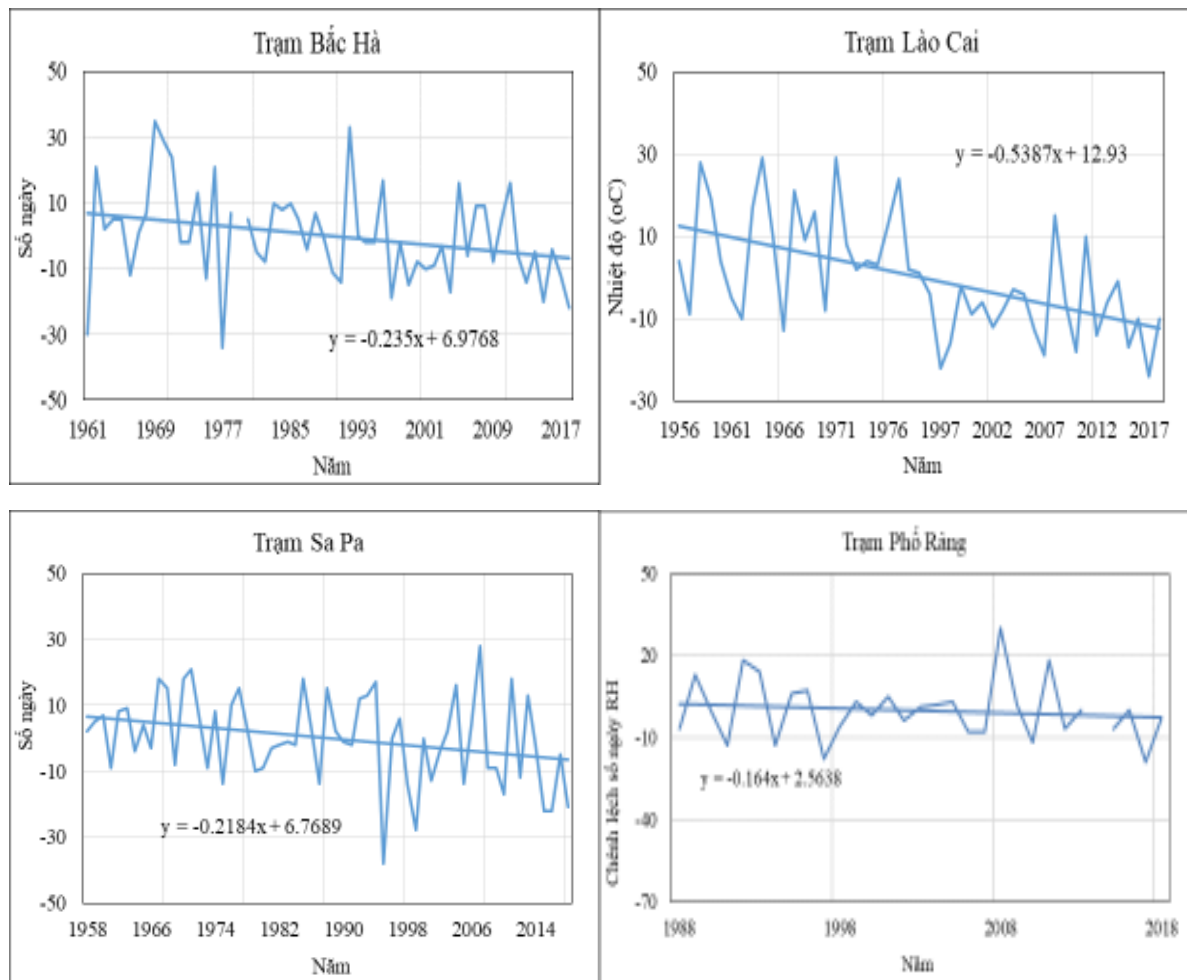 Trạm Bắc Hà
50
30
10
-10
-30
-50
Số ngày
y = -0.235x + 6.9768
1961 1969 1977 1985 1993 2001 2009 2017
Năm
Trạm Lào Cai
50
30
10
-10
-30
Nhiệt độ (oC)
y = -0.5387x + 12.93
1956 1961 1966 1971 1976 1997 2002 2007 2012 2017
Năm
Trạm Sa Pa
50
30
10
-10
-30
-50
Số ngày
y = -0.2184x + 6.7689
1958 1966 1974 1982 1990 1998 2006 2014
Năm
Trạm Phố Ràng
50
20
-10
-40
-70
Chênh lệch số ngày RH
y = -0.164x + 2.5638
1988 1998 2008 2018
Năm